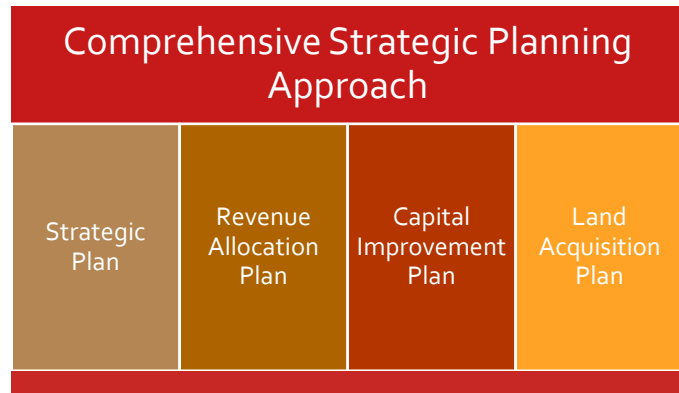 Comprehensive Strategic Planning
Approach
Strategic
Plan
Revenue
Allocation
Plan
Capital
Improvement
Plan
Land
Acquisition
Plan